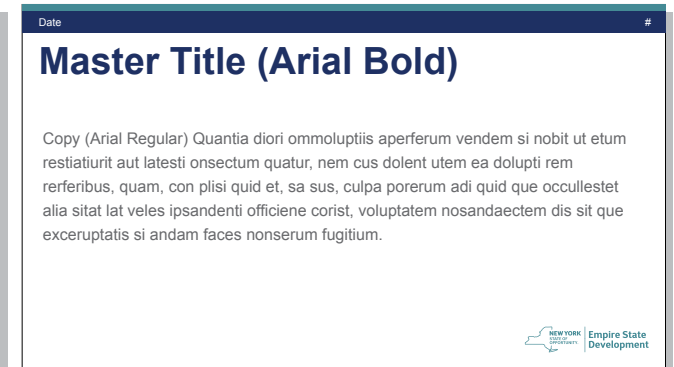 Date #
Master Title (Arial Bold)
Copy (Arial Regular) Quantia diori ommoluptiis aperferum vendem si nobit ut etum
restiatiurit aut latesti onsectum quatur, nem cus dolent utem ea dolupti rem
rerferibus, quam, con plisi quid et, sa sus, culpa porerum adi quid que occullestet
alia sitat lat veles ipsandenti officiene corist, voluptatem nosandaectem dis sit que
exceruptatis si andam faces nonserum fugitium.
NEW YORK
STATE OF
OPPORTUNITY.
Empire State
Development